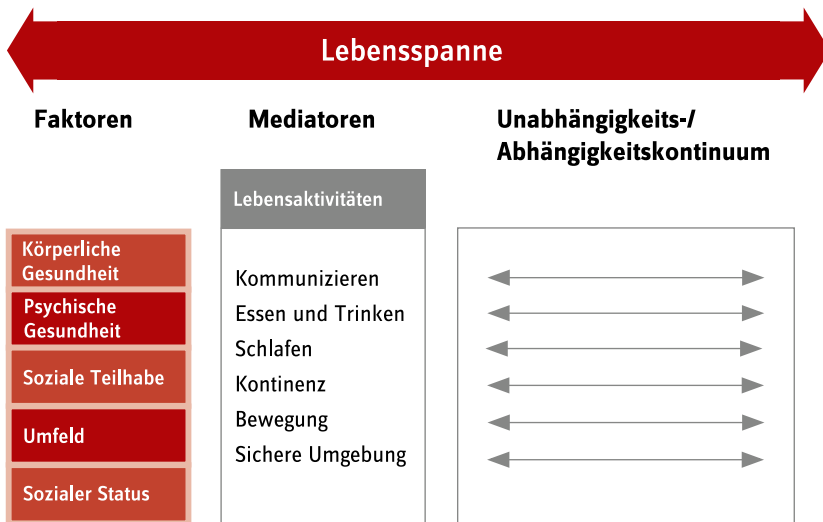 Lebensspanne
Faktoren
Mediatoren
Unabhängigkeits-/
Abhängigkeitskontinuum
Lebensaktivitäten
Körperliche
Gesundheit
Psychische
Gesundheit
Soziale Teilhabe
Umfeld
Sozialer Status
Kommunizieren
Essen und Trinken
Schlafen
Kontinenz
Bewegung
Sichere Umgebung